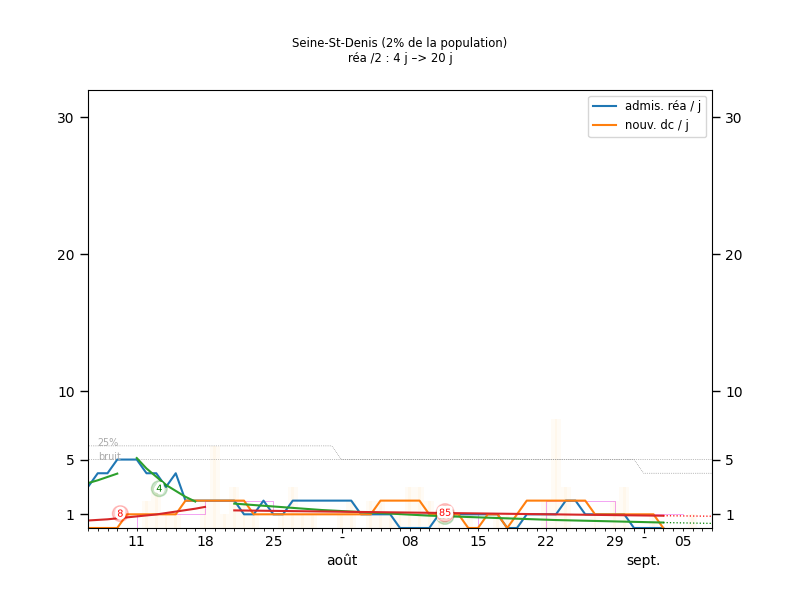 Seine-St-Denis (2% de la population)
réa /2 : 4 j –> 20 j
admis. réa / j
nouv. dc / j
30 30
20 20
10 10
25%
bruit
5 5
4
8
85
1 1
11 18 25 - 08 15 22 29 - 05
août sept.